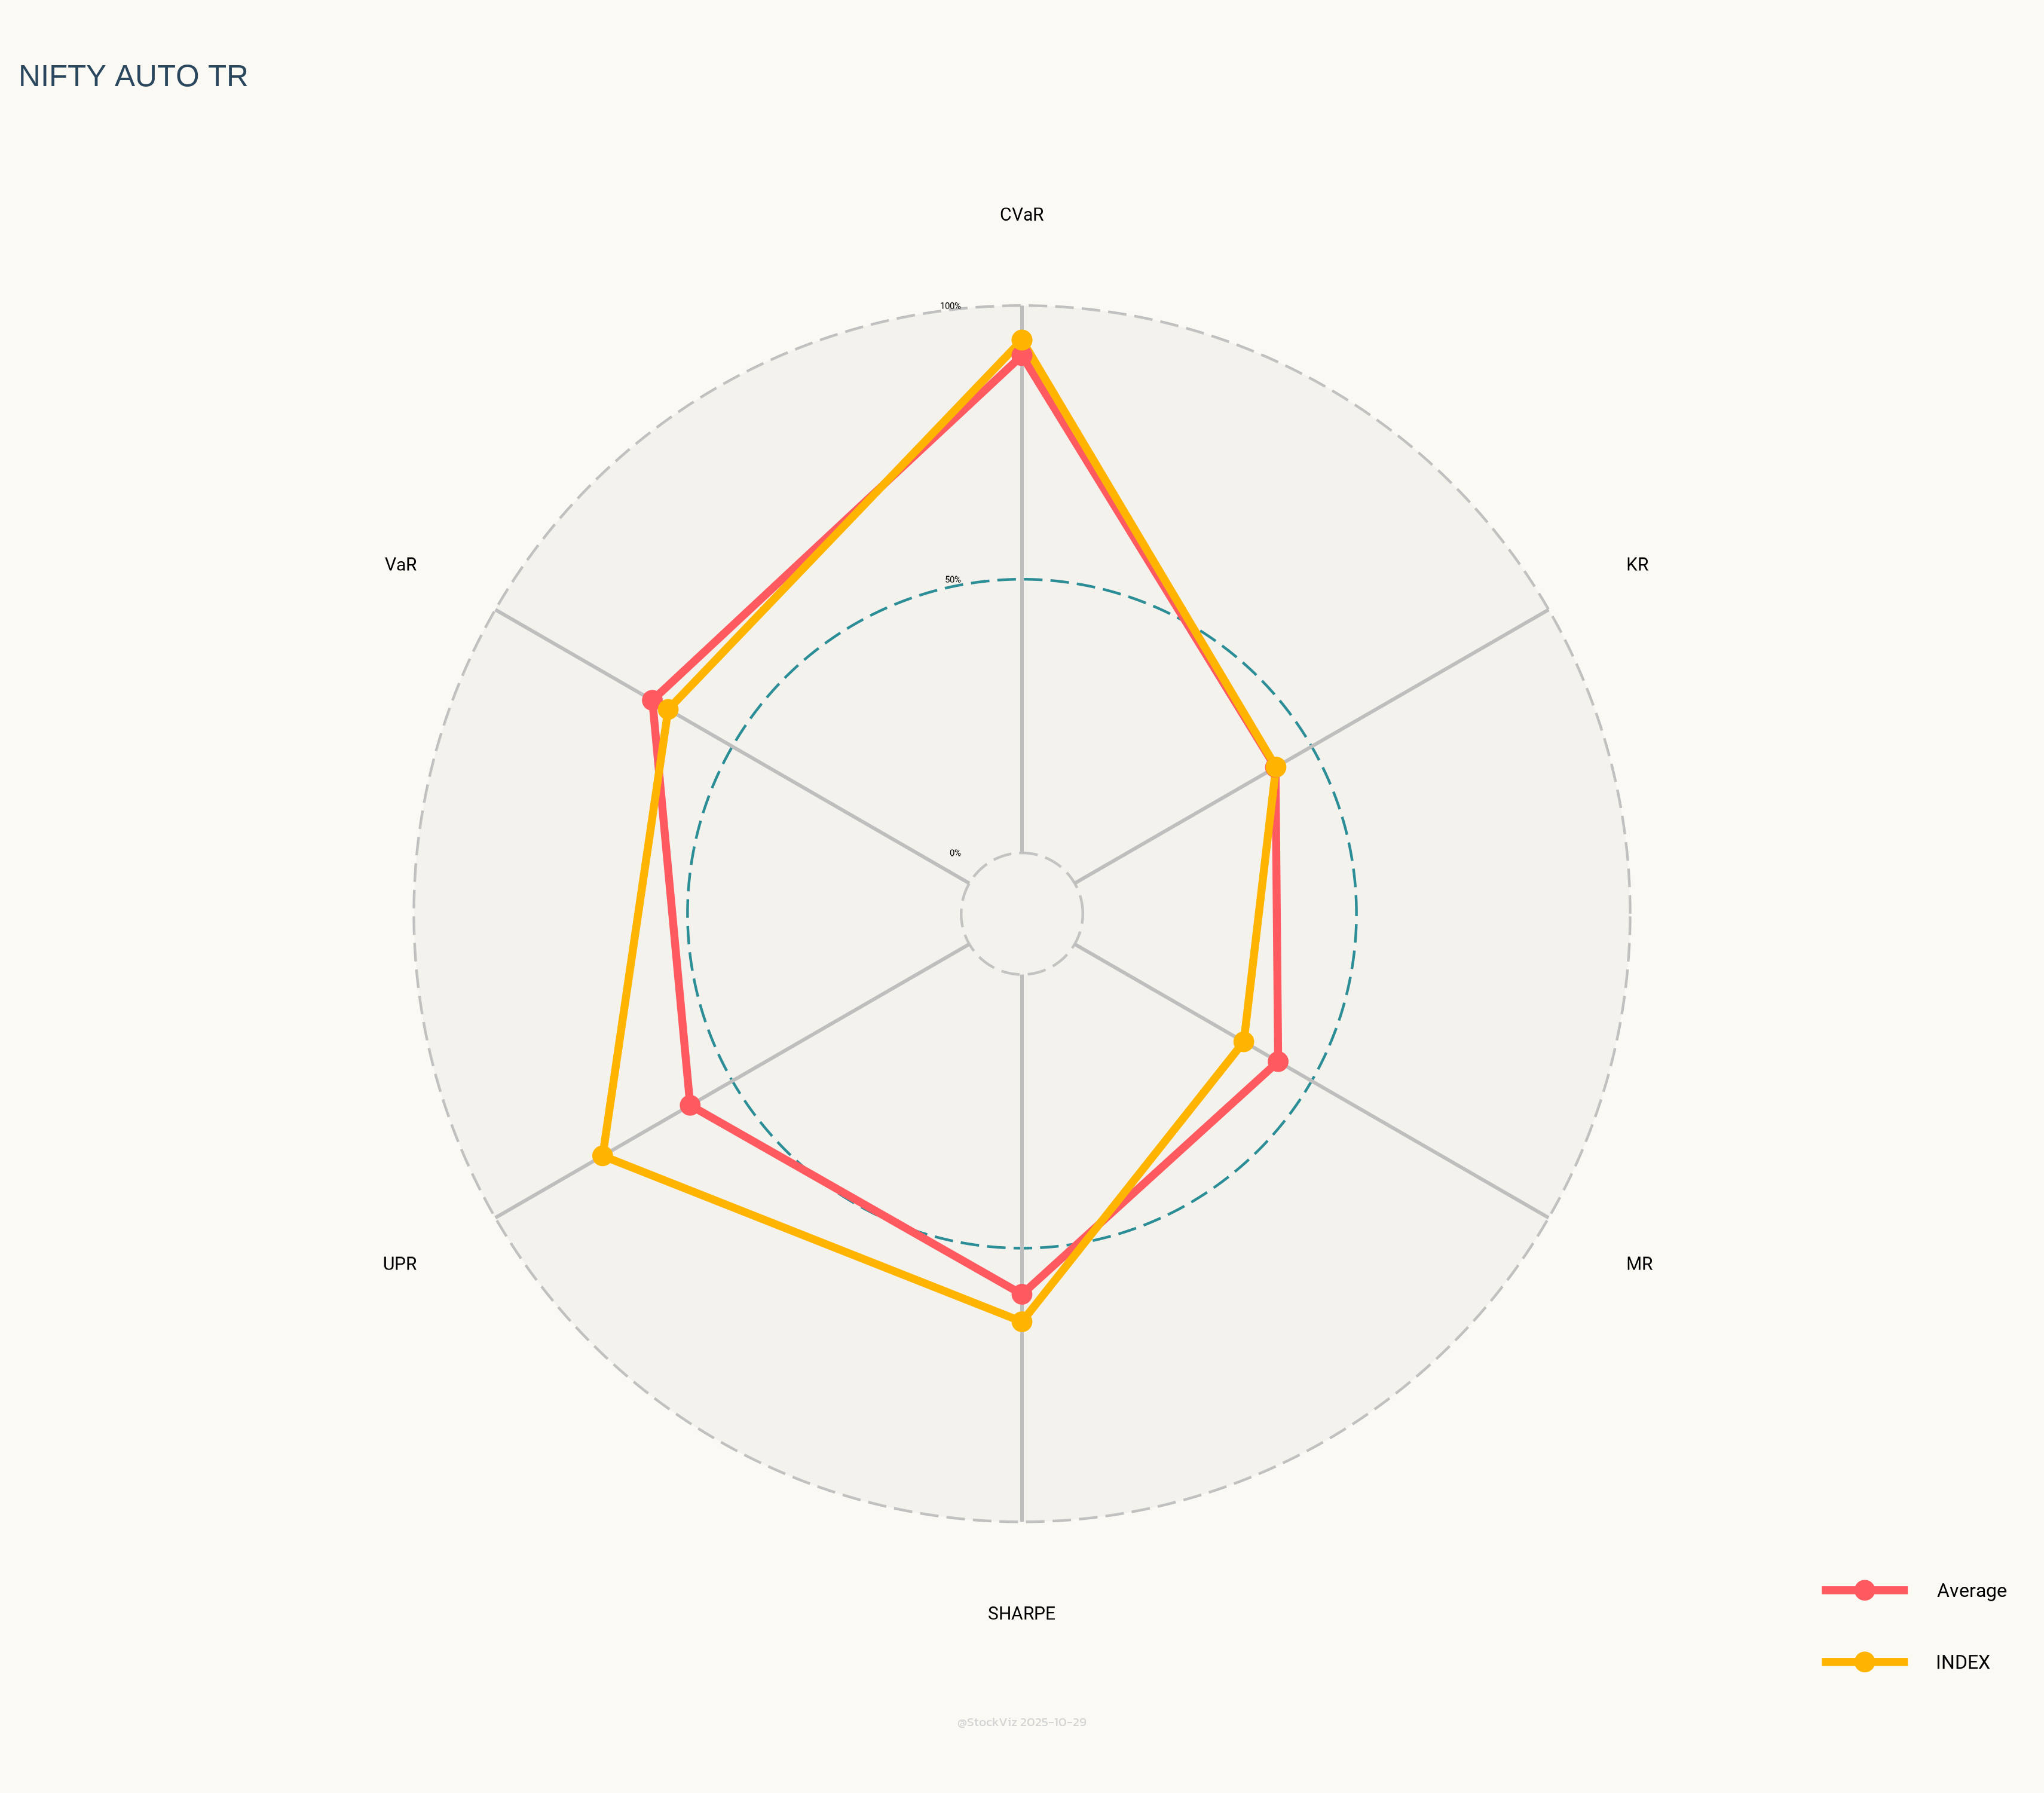 NIFTY AUTO TR
CVaR
100%
KR
VaR
50%
0%
UPR
MR
SHARPE
Average
INDEX
@StockViz 2025-10-29